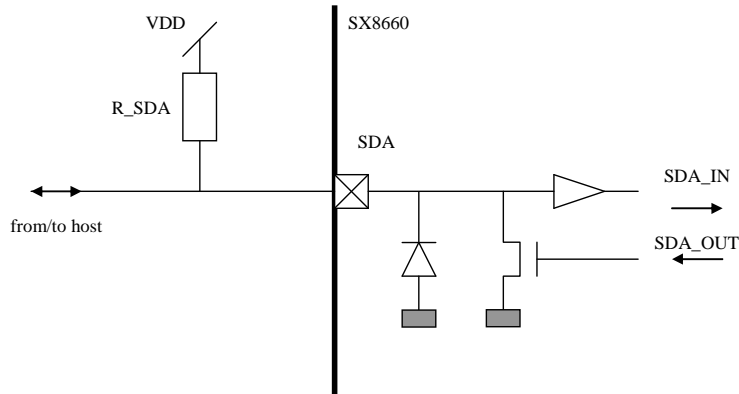 VDD
SX8660
R_SDA
SDA
SDA_IN
from/to host
SDA_OUT